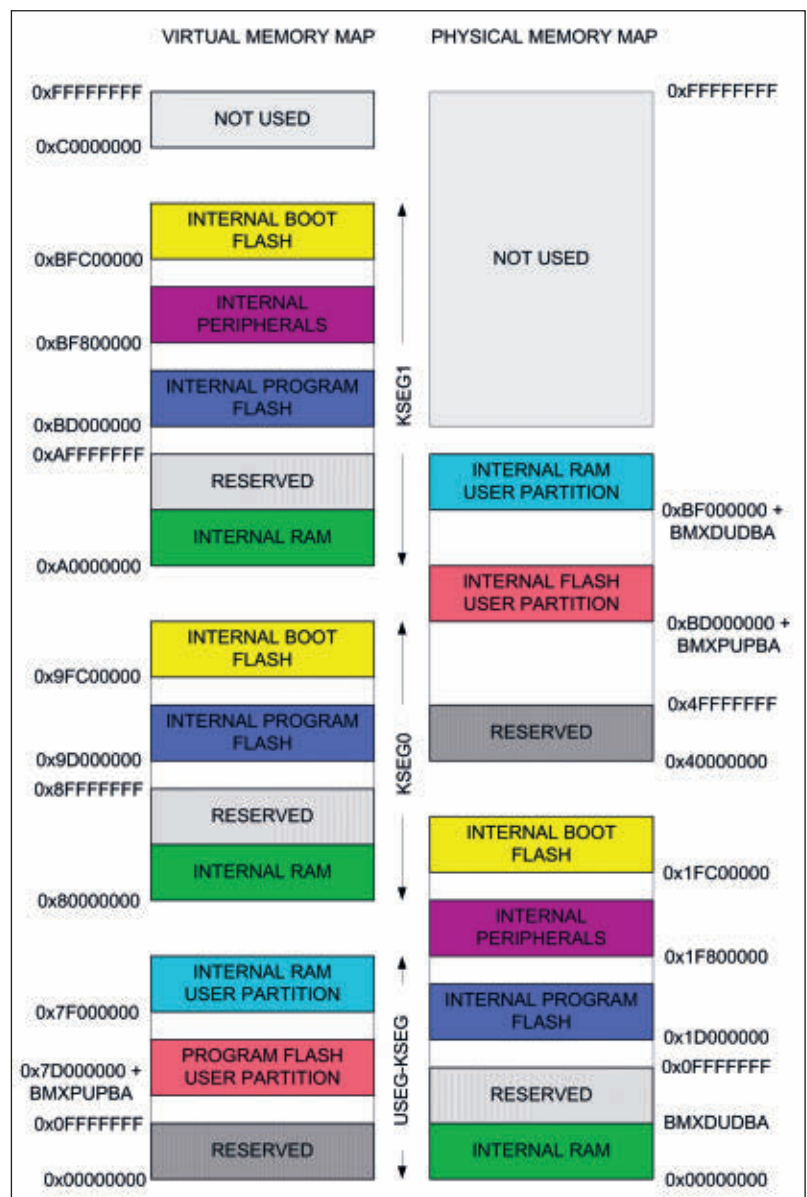 VIRTUAL MEMORY MAP
PHYSICAL MEMORY MAP
0xFFFFFFFF
NOT USED
0xC0000000
INTERNAL BOOT
FLASH
0xBFC00000
INTERNAL
PERIPHERALS
0xBF800000
INTERNAL PROGRAM
FLASH
0xBD000000
0xAFFFFFFF
RESERVED
INTERNAL RAM
0xA0000000
KSEG1
INTERNAL BOOT
FLASH
0x9FC00000
INTERNAL PROGRAM
FLASH
0x9D000000
0x8FFFFFFF
RESERVED
INTERNAL RAM
0x80000000
KSEG0
INTERNAL RAM
USER PARTITION
0x7F000000
PROGRAM FLASH
USER PARTITION
0x7D000000 +
BMXPUPBA
0x0FFFFFFF
RESERVED
0x00000000
USEG-KSEG
0xFFFFFFFF
NOT USED
INTERNAL RAM
USER PARTITION
0xBF000000 +
BMXDUDBA
INTERNAL FLASH
USER PARTITION
0xBD000000 +
BMXPUPBA
0x4FFFFFFF
RESERVED
0x40000000
INTERNAL BOOT
FLASH
0x1FC00000
INTERNAL
PERIPHERALS
0x1F800000
INTERNAL PROGRAM
FLASH
0x1D000000
0x0FFFFFFF
RESERVED
BMXDUDBA
INTERNAL RAM
0x00000000